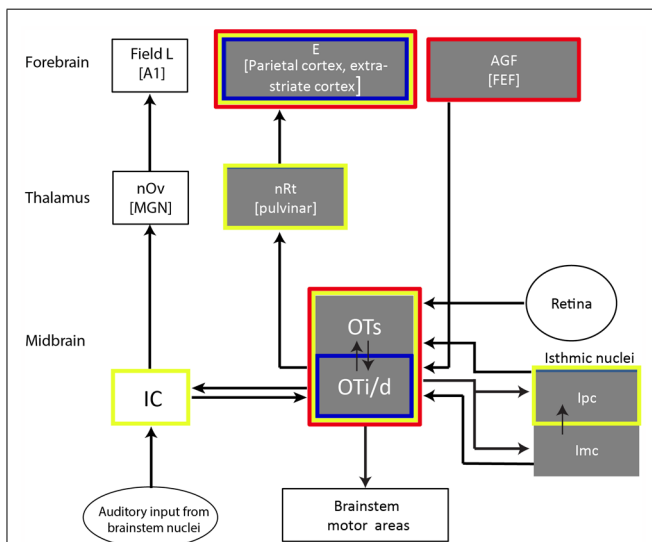 Forebrain
Field L
[A1]
E
[Parietal cortex, extra-
striate cortex]
AGF
[FEF]
Thalamus
nOv
[MGN]
nRt
[pulvinar]
Midbrain
Retina
OTs
OTi/d
Isthmic nuclei
IC
Ipc
Imc
Auditory input from
brainstem nuclei
Brainstem
motor areas